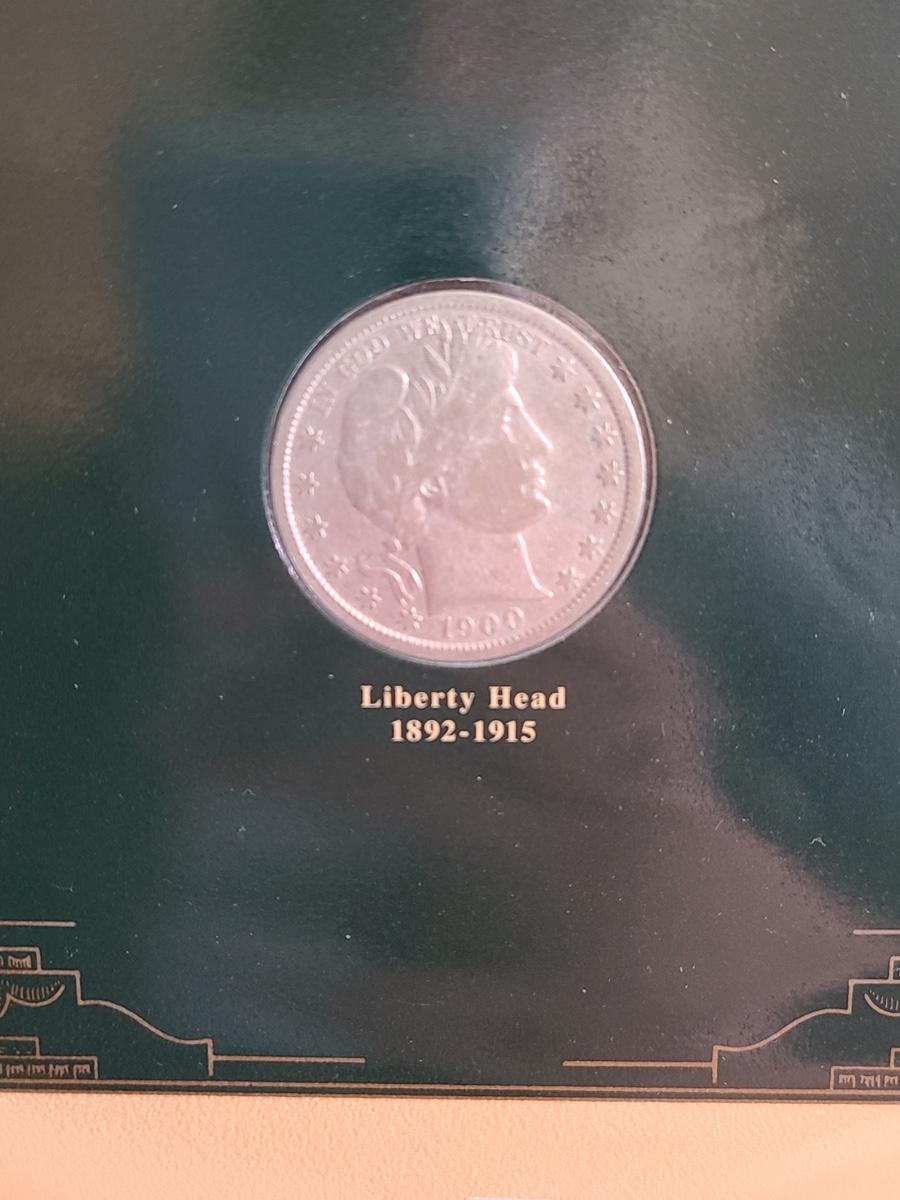 IN GOD WE TRUST
1900
Liberty Head
1892-1915